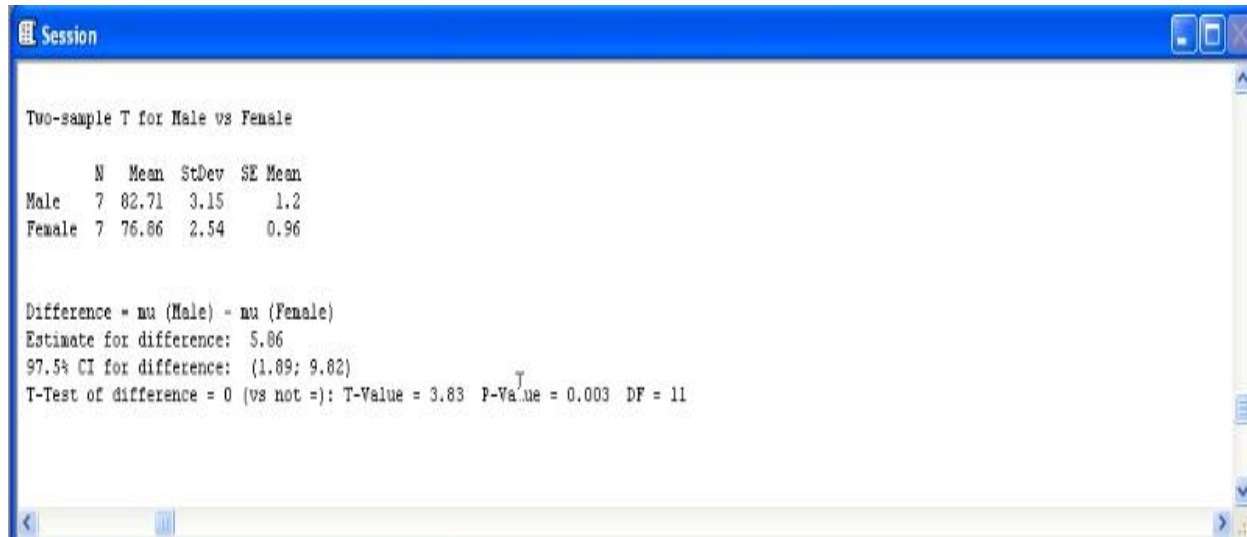 Session
Two-sample T for Male vs Female
N Mean StDev SE Mean
Male 7 82.71 3.15 1.2
Female 7 76.86 2.54 0.96
Difference = mu (Male) - mu (Female)
Estimate for difference: 5.86
97.5% CI for difference: (1.89; 9.82)
T-Test of difference = 0 (vs not =): T-Value = 3.83 P-Value = 0.003 DF = 11